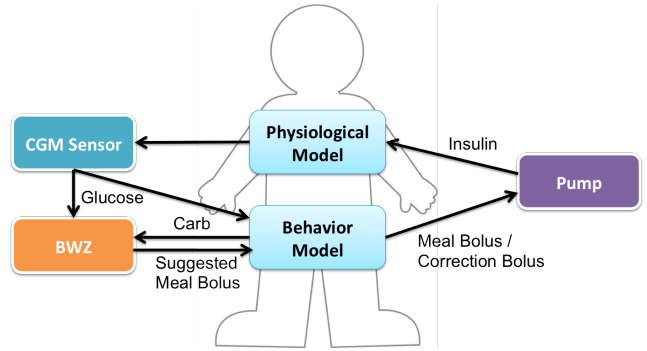 Physiological
Model
CGM Sensor
Insulin
Pump
Glucose
Carb
Behavior
Model
BWZ
Suggested
Meal Bolus
Meal Bolus /
Correction Bolus